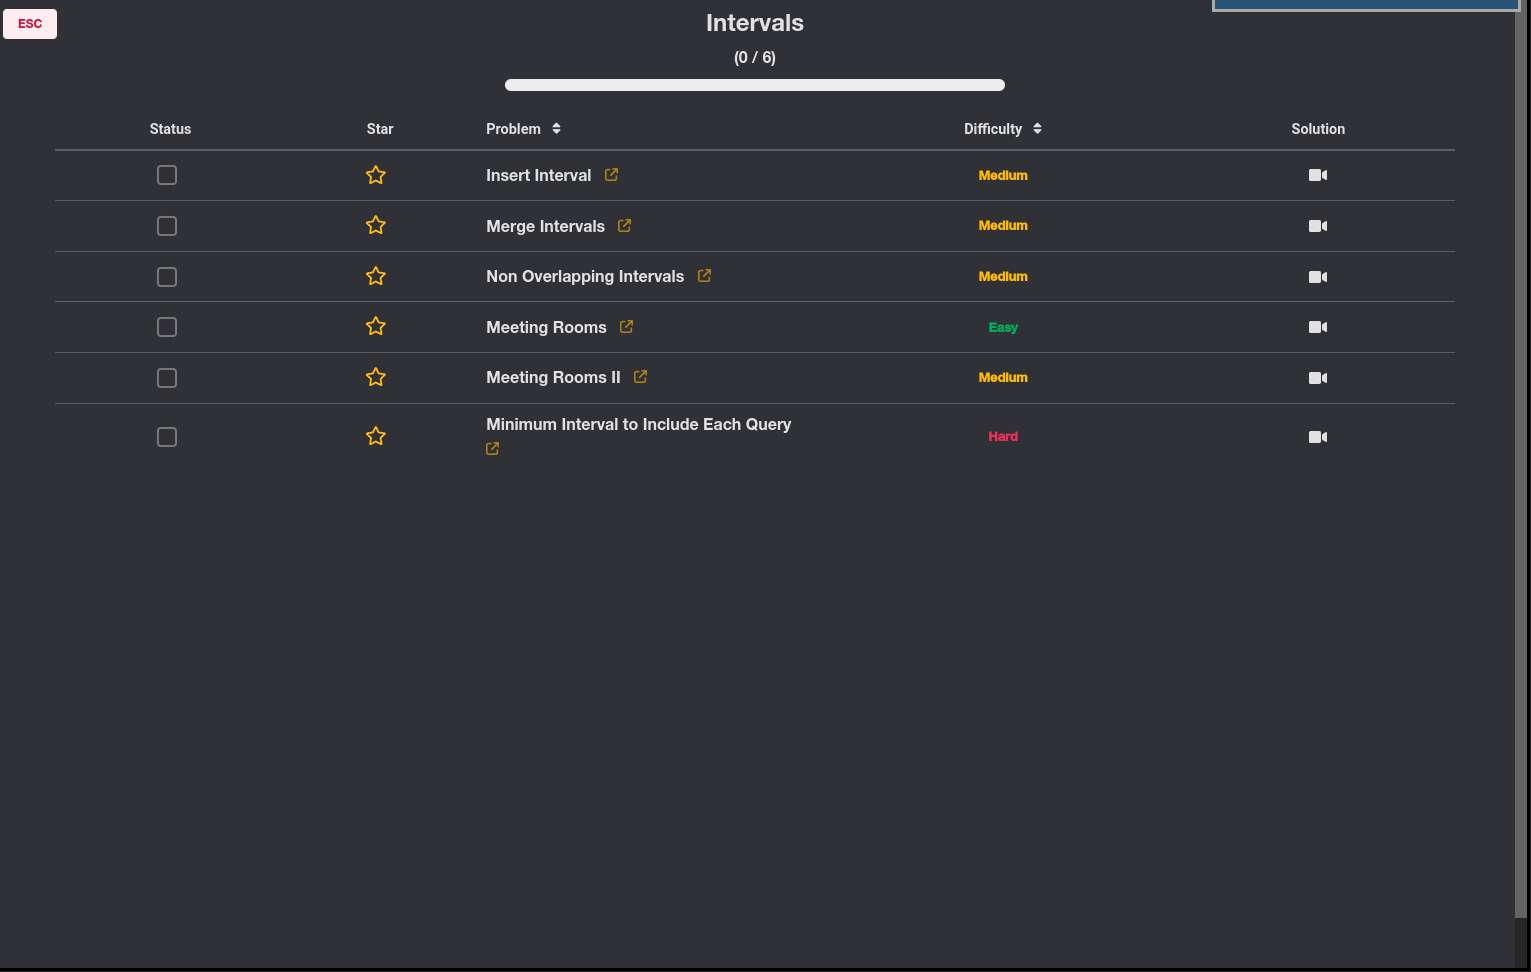 ESC
Intervals
(0 / 6)
Status Star Problem Difficulty Solution
Insert Interval Medium
Merge Intervals Medium
Non Overlapping Intervals Medium
Meeting Rooms Easy
Meeting Rooms II Medium
Minimum Interval to Include Each Query Hard